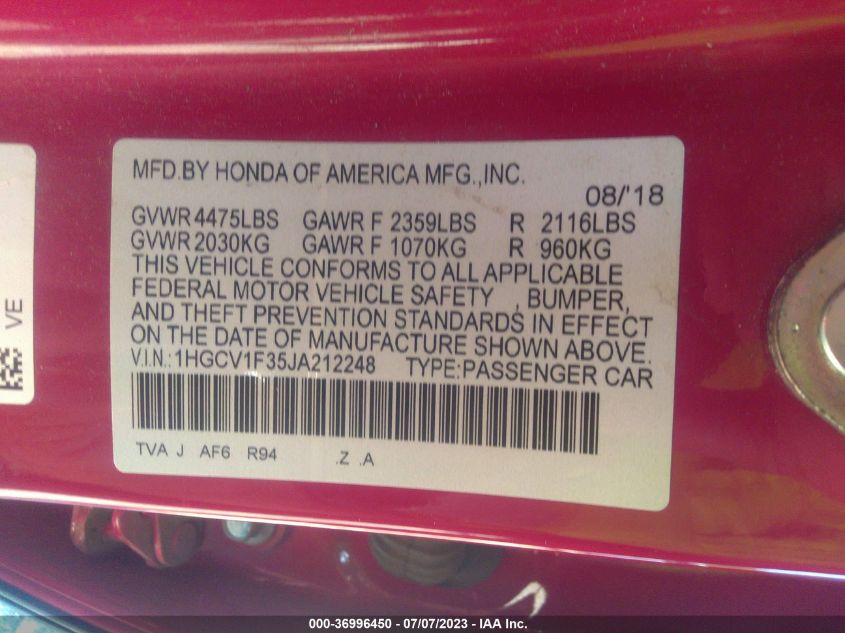 MFD.BY HONDA OF AMERICA MFG.,INC.
08/'18
GVWR 4475LBS GAWR F 2359LBS R 2116LBS
GVWR 2030KG GAWR F 1070KG R 960KG
THIS VEHICLE CONFORMS TO ALL APPLICABLE
FEDERAL MOTOR VEHICLE SAFETY , BUMPER,
AND THEFT PREVENTION STANDARDS IN EFFECT
ON THE DATE OF MANUFACTURE SHOWN ABOVE.
V.I.N.:1HGCV1F35JA212248 TYPE:PASSENGER CAR
TVA J AF6 R94 .Z .A
VE
000-36996450 - 07/07/2023 - IAA Inc.